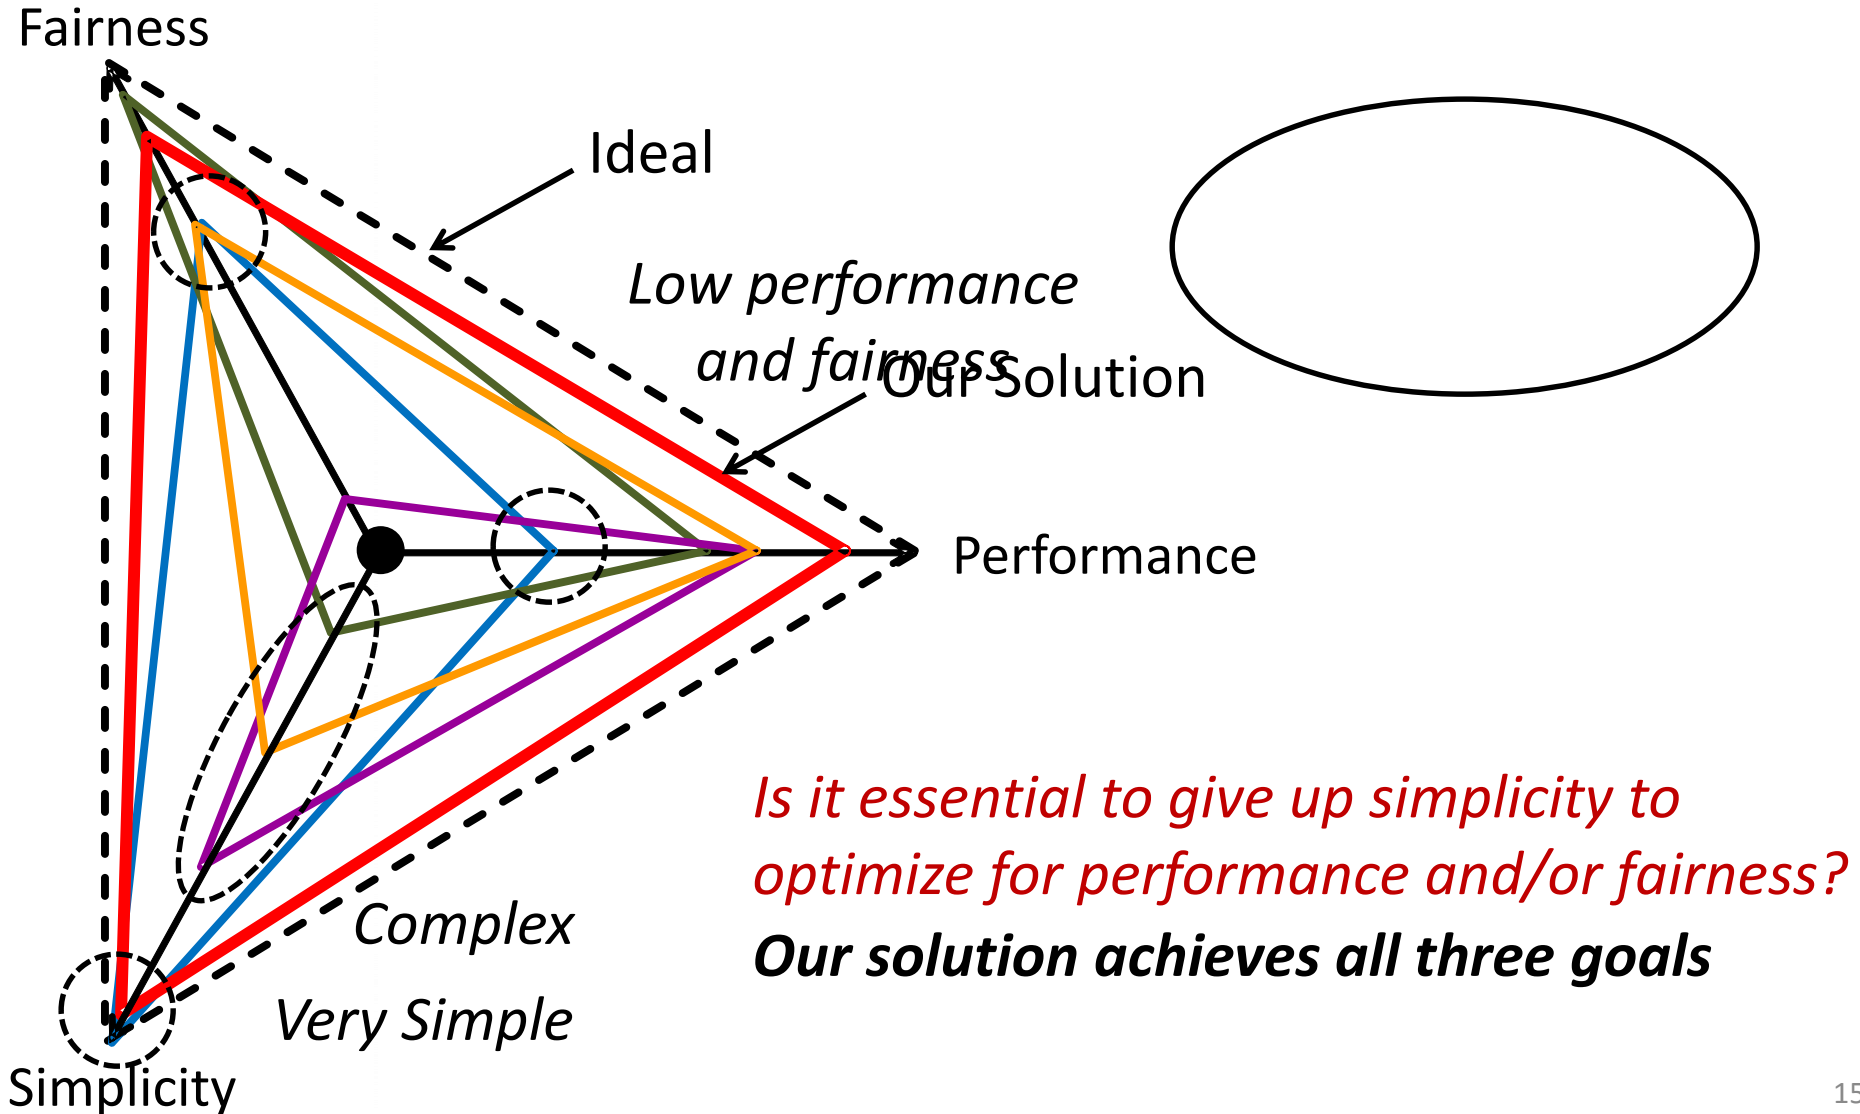 Fairness
Ideal
Low performance
and fairness
Our Solution
Performance
Is it essential to give up simplicity to
optimize for performance and/or fairness?
Complex
Our solution achieves all three goals
Very Simple
Simplicity
15